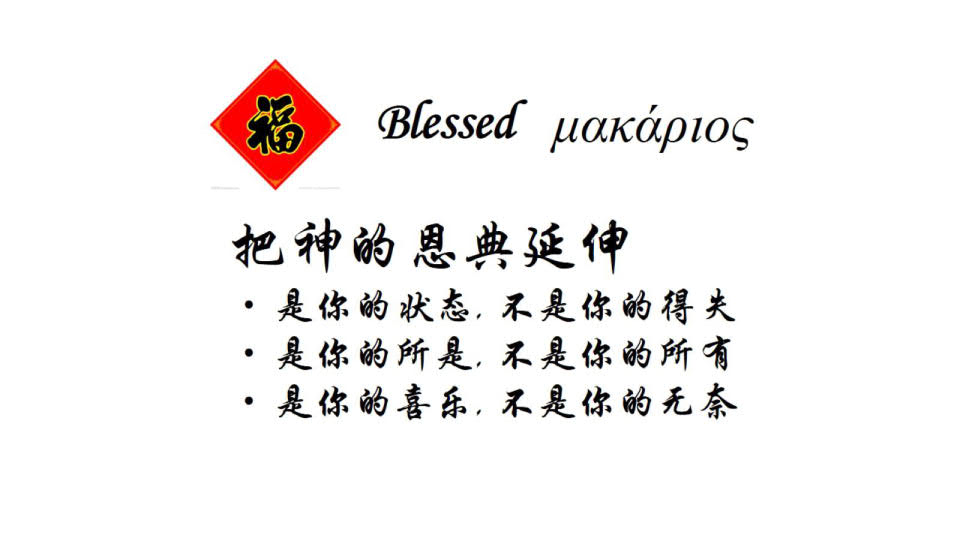 福 Blessed μακάριος
把神的恩典延伸
• 是你的状态, 不是你的得失
• 是你的所是, 不是你的所有
• 是你的喜乐, 不是你的无奈